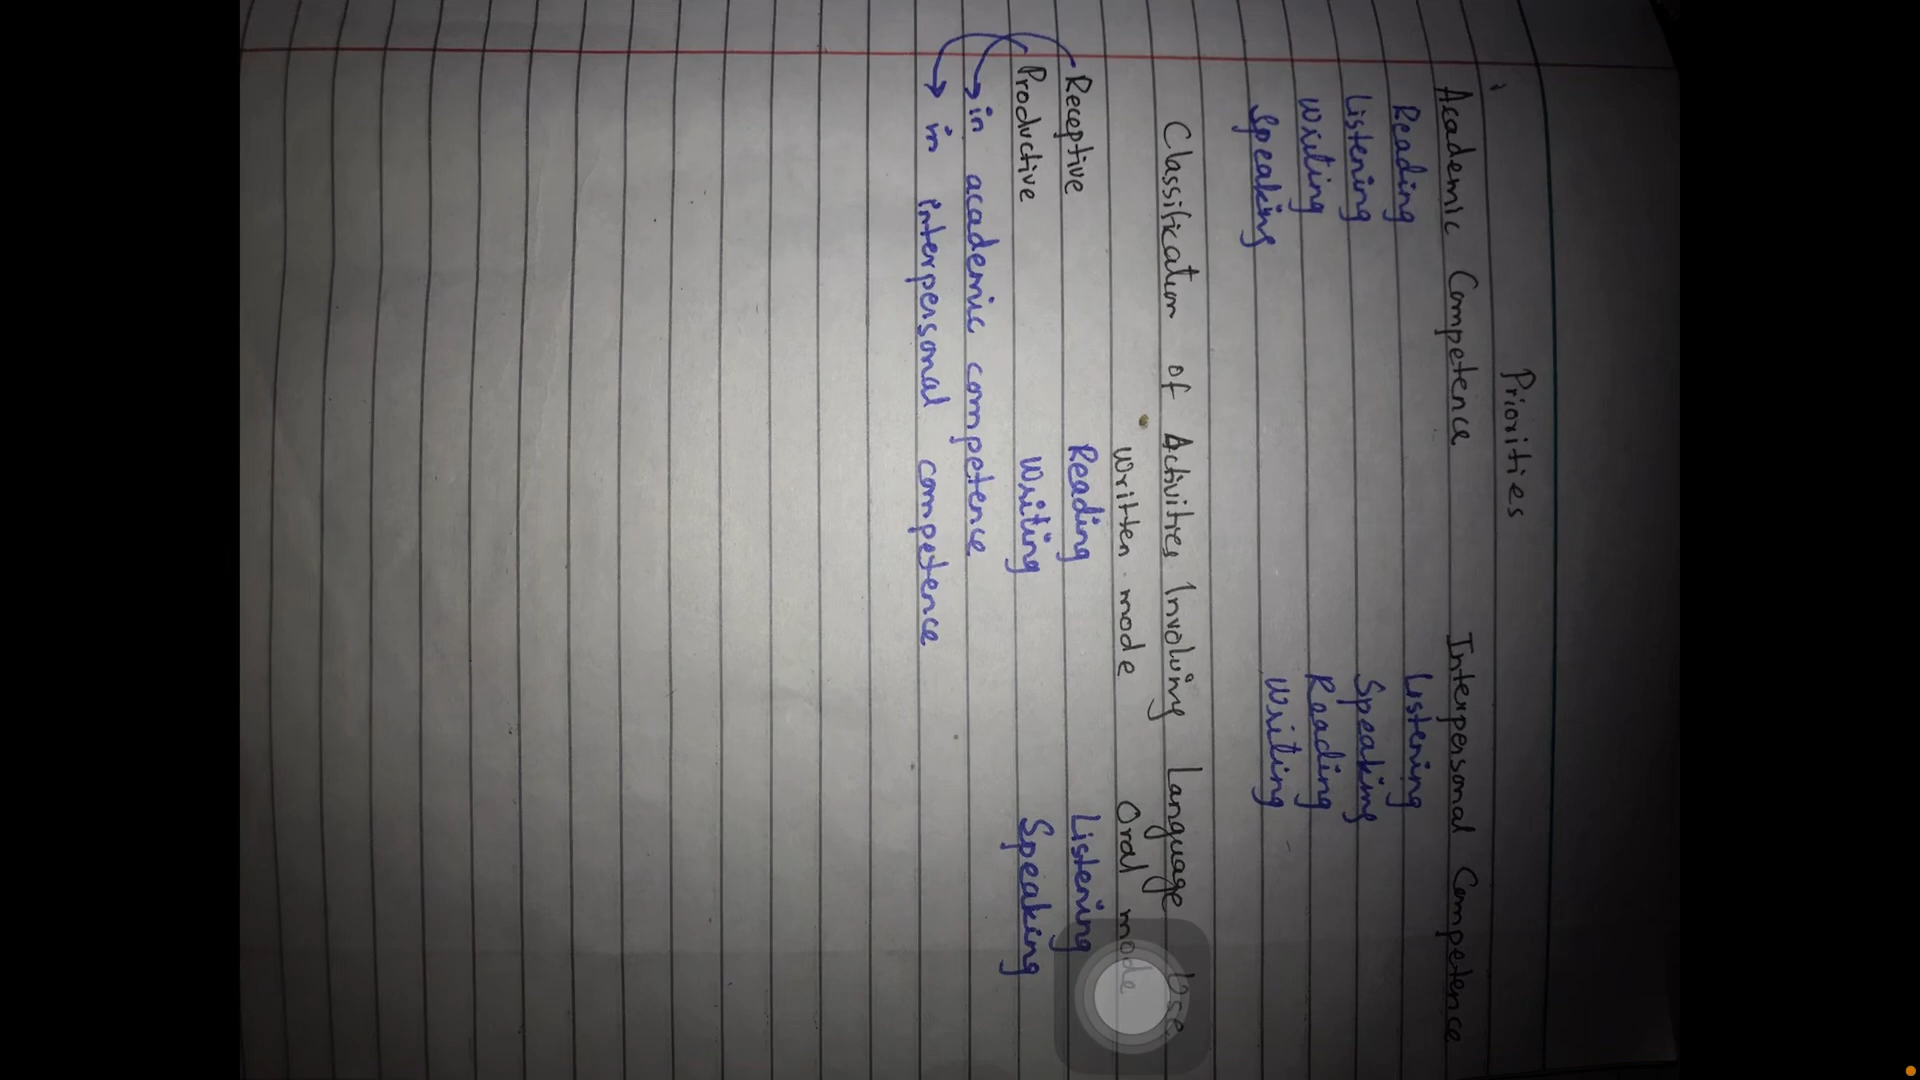 Priorities
Academic Competence Interpersonal Competence
Reading Listening
Listening Speaking
Writing Reading
Speaking Writing
Classification of Activities Involving Language Use
Written mode Oral mode
Receptive Reading Listening
Productive Writing Speaking
in academic competence
in interpersonal competence